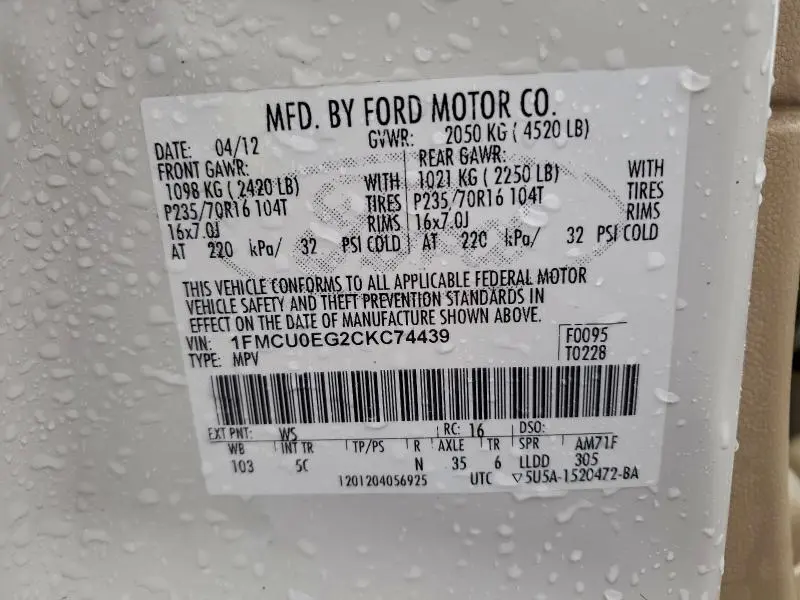 MFD. BY FORD MOTOR CO.
DATE: 04/12 GVWR: 2050 KG ( 4520 LB)
FRONT GAWR: REAR GAWR:
1098 KG ( 2420 LB) WITH 1021 KG ( 2250 LB) WITH
P235/70R16 104T TIRES P235/70R16 104T TIRES
16x7.0J RIMS 16x7.0J RIMS
AT 220 kPa/ 32 PSI COLD AT 220 kPa/ 32 PSI COLD
THIS VEHICLE CONFORMS TO ALL APPLICABLE FEDERAL MOTOR
VEHICLE SAFETY AND THEFT PREVENTION STANDARDS IN
EFFECT ON THE DATE OF MANUFACTURE SHOWN ABOVE.
VIN: 1FMCU0EG2CKC74439 F0095
TYPE: MPV T0228
EXT PNT: WS RC: 16 DSO:
WB INT TR TP/PS R AXLE TR SPR AM71F
103 5C N 35 6 LLDD 305
1201204056925 UTC ▽5U5A-1520472-BA